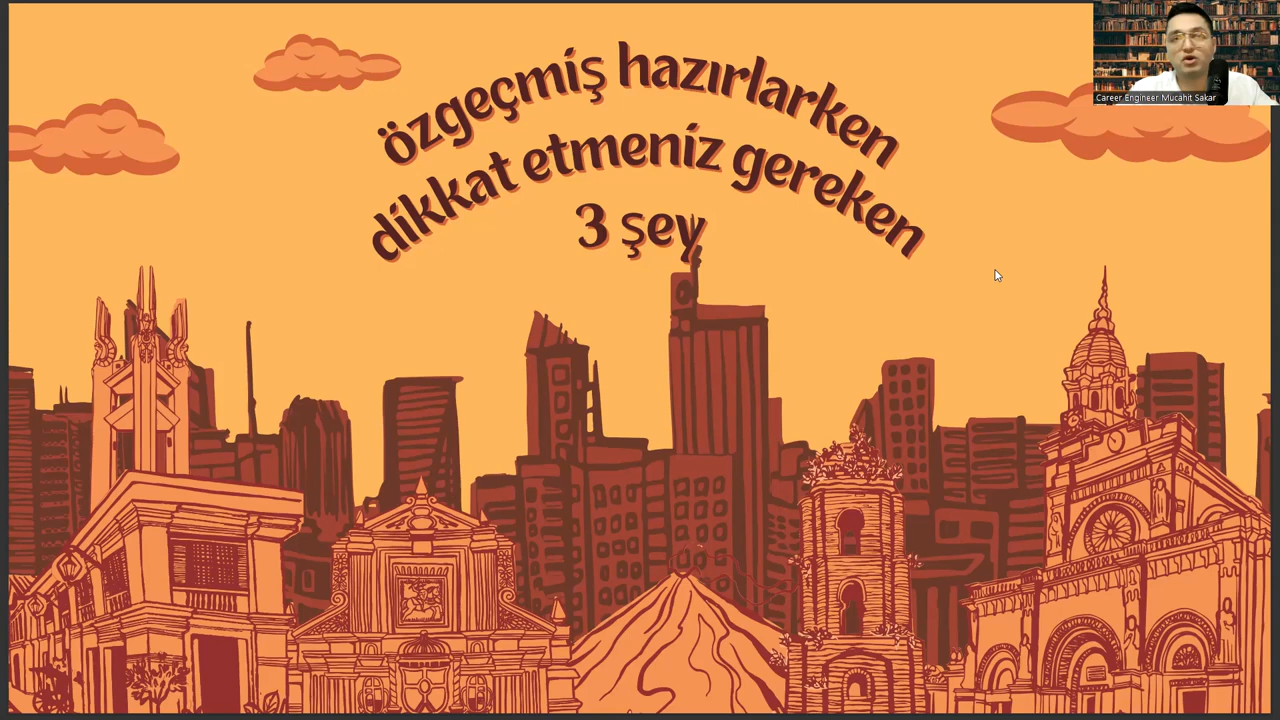 özgeçmiş hazırlarken
dikkat etmeniz gereken
3 şey
Career Engineer Mucahit Sakar